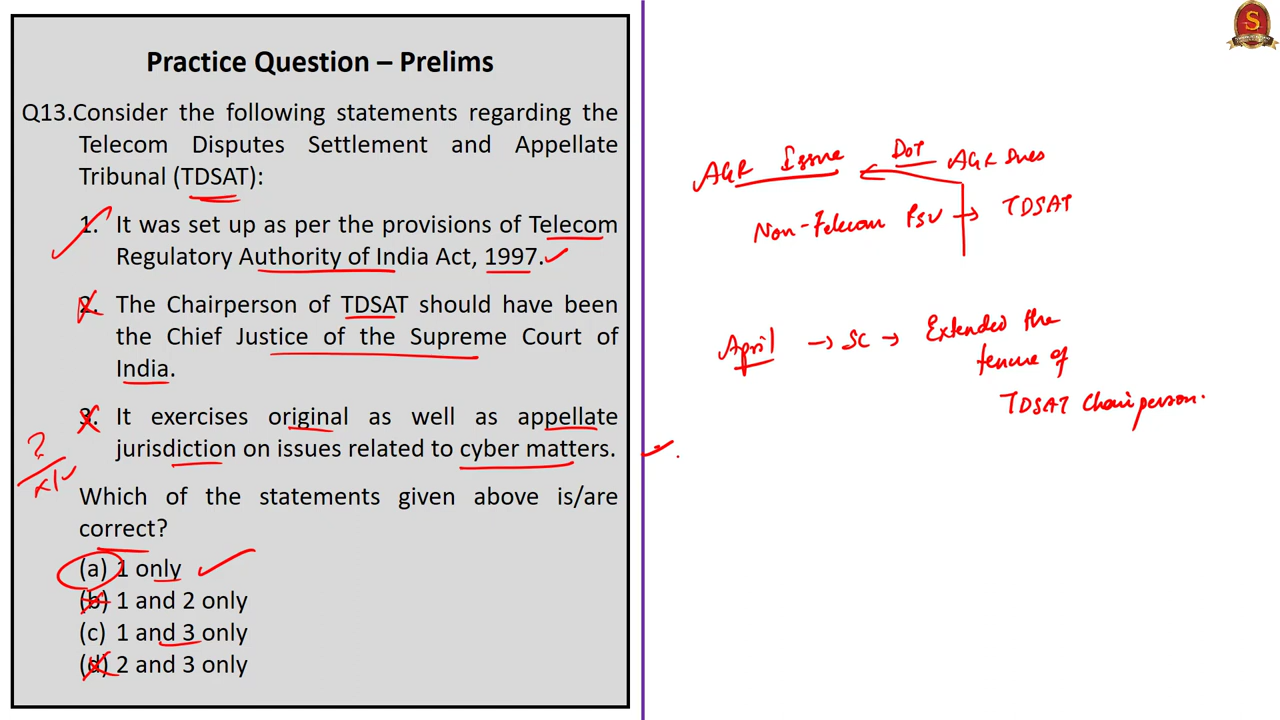 Practice Question – Prelims
Q13.Consider the following statements regarding the
Telecom Disputes Settlement and Appellate
Tribunal (TDSAT):
1. It was set up as per the provisions of Telecom
Regulatory Authority of India Act, 1997.
2. The Chairperson of TDSAT should have been
the Chief Justice of the Supreme Court of
India.
3. It exercises original as well as appellate
jurisdiction on issues related to cyber matters.
Which of the statements given above is/are
correct?
(a) 1 only
(b) 1 and 2 only
(c) 1 and 3 only
(d) 2 and 3 only
AGR Issue DoT AGR Dues
Non-Telecom PSU → TDSAT
April → SC → Extended the
tenure of
TDSAT Chairperson.
S